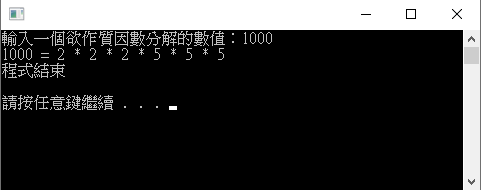 輸入一個欲作質因數分解的數值：1000
1000 = 2 * 2 * 2 * 5 * 5 * 5
程式結束
請按任意鍵繼續 . . .